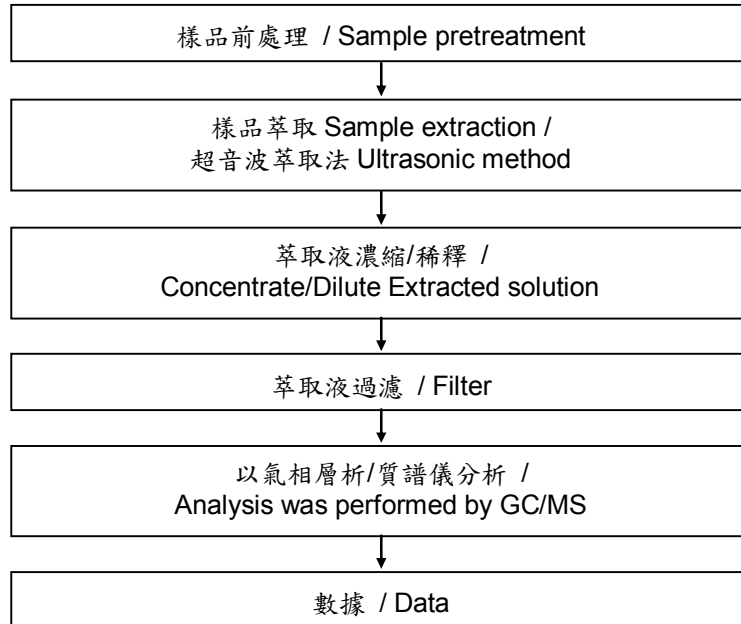 樣品前處理 / Sample pretreatment
樣品萃取 Sample extraction /
超音波萃取法 Ultrasonic method
萃取液濃縮/稀釋 /
Concentrate/Dilute Extracted solution
萃取液過濾 / Filter
以氣相層析/質譜儀分析 /
Analysis was performed by GC/MS
數據 / Data